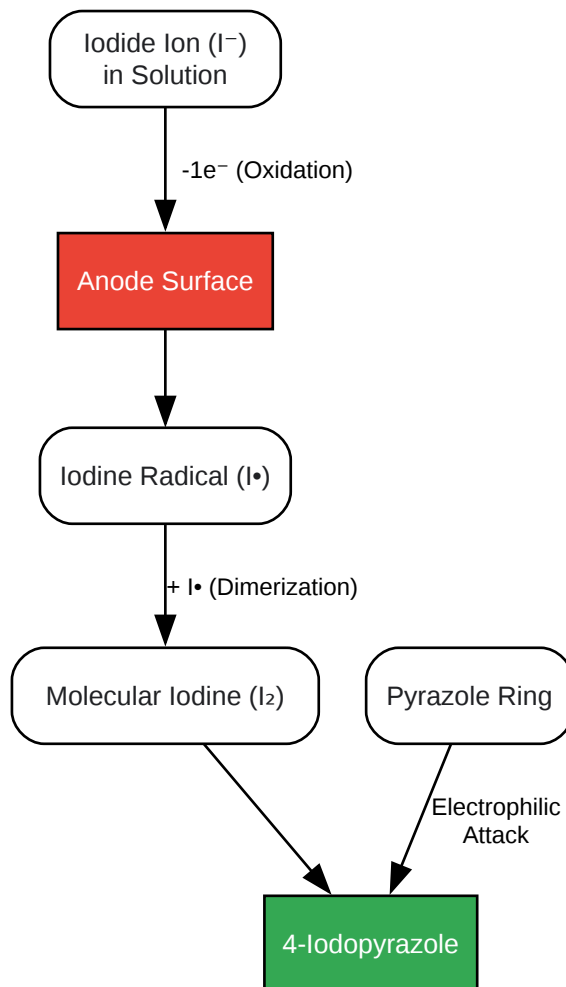 Iodide Ion (I⁻)
in Solution
-1e⁻ (Oxidation)
Anode Surface
Iodine Radical (I•)
+ I• (Dimerization)
Molecular Iodine (I₂)
Pyrazole Ring
Electrophilic
Attack
4-Iodopyrazole